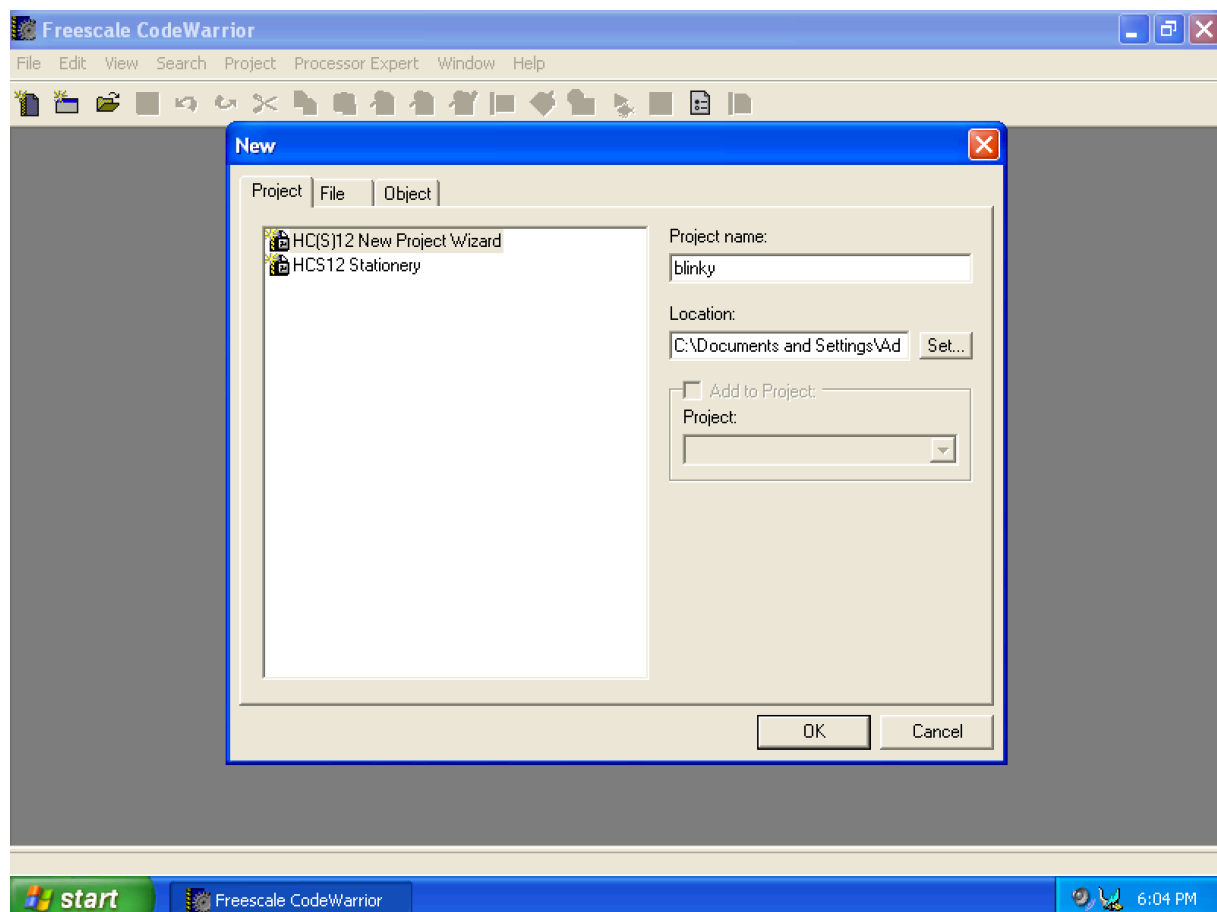 Freescale CodeWarrior
File Edit View Search Project Processor Expert Window Help
New
Project File Object
HC(S)12 New Project Wizard
HCS12 Stationery
Project name:
blinky
Location:
C:\Documents and Settings\Ad Set...
Add to Project:
Project:
OK Cancel
start Freescale CodeWarrior 6:04 PM